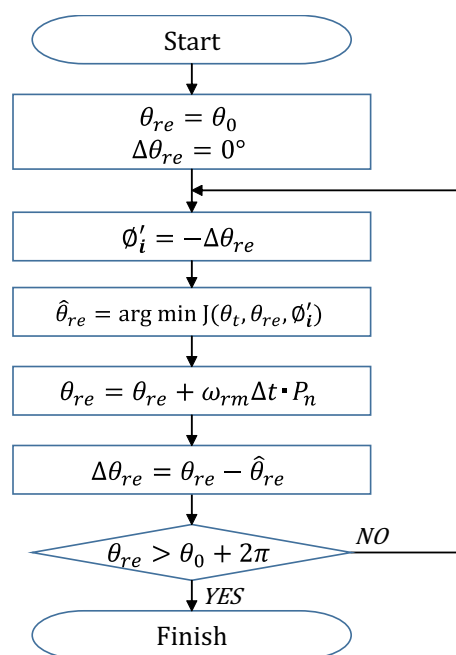 Start
θ_re = θ_0
Δθ_re = 0°
Ø′_i = −Δθ_re
θ̂_re = arg min J(θ_t, θ_re, Ø′_i)
θ_re = θ_re + ω_rm Δt · P_n
Δθ_re = θ_re − θ̂_re
θ_re > θ_0 + 2π
NO
YES
Finish